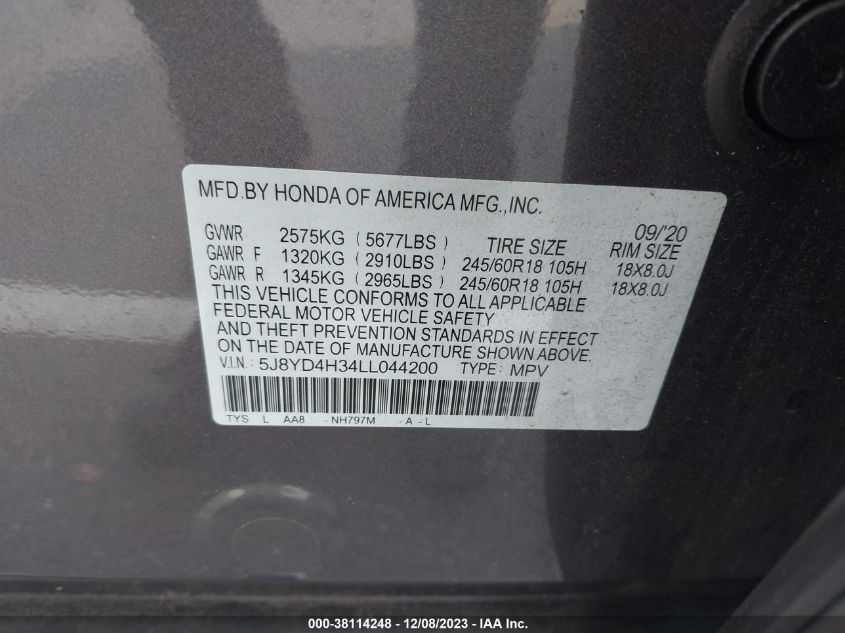 MFD.BY HONDA OF AMERICA MFG.,INC.
09/'20
GVWR 2575KG (5677LBS) TIRE SIZE RIM SIZE
GAWR F 1320KG (2910LBS) 245/60R18 105H 18X8.0J
GAWR R 1345KG (2965LBS) 245/60R18 105H 18X8.0J
THIS VEHICLE CONFORMS TO ALL APPLICABLE
FEDERAL MOTOR VEHICLE SAFETY
AND THEFT PREVENTION STANDARDS IN EFFECT
ON THE DATE OF MANUFACTURE SHOWN ABOVE.
V.I.N.: 5J8YD4H34LL044200 TYPE: MPV
TYS L AA8 -NH797M -A -L
000-38114248 - 12/08/2023 - IAA Inc.